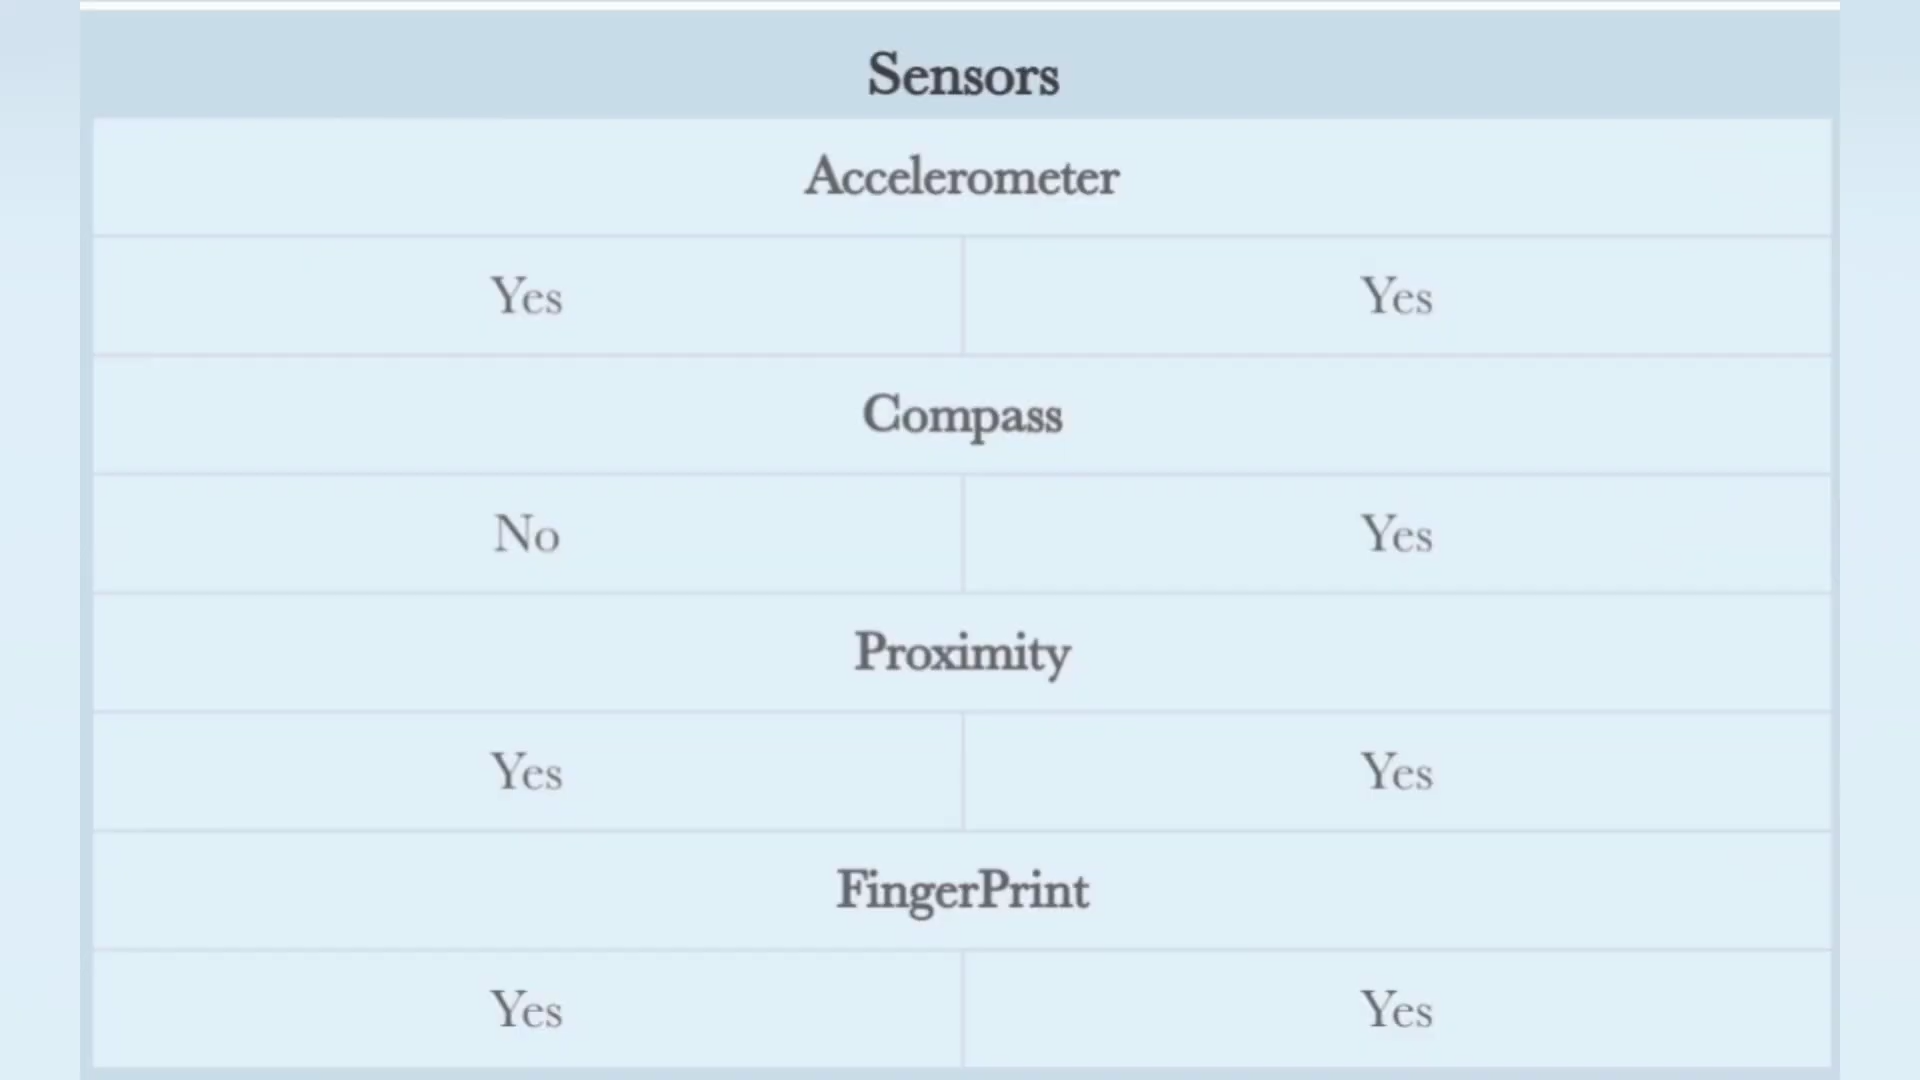 Sensors
Accelerometer
Yes Yes
Compass
No Yes
Proximity
Yes Yes
FingerPrint
Yes Yes